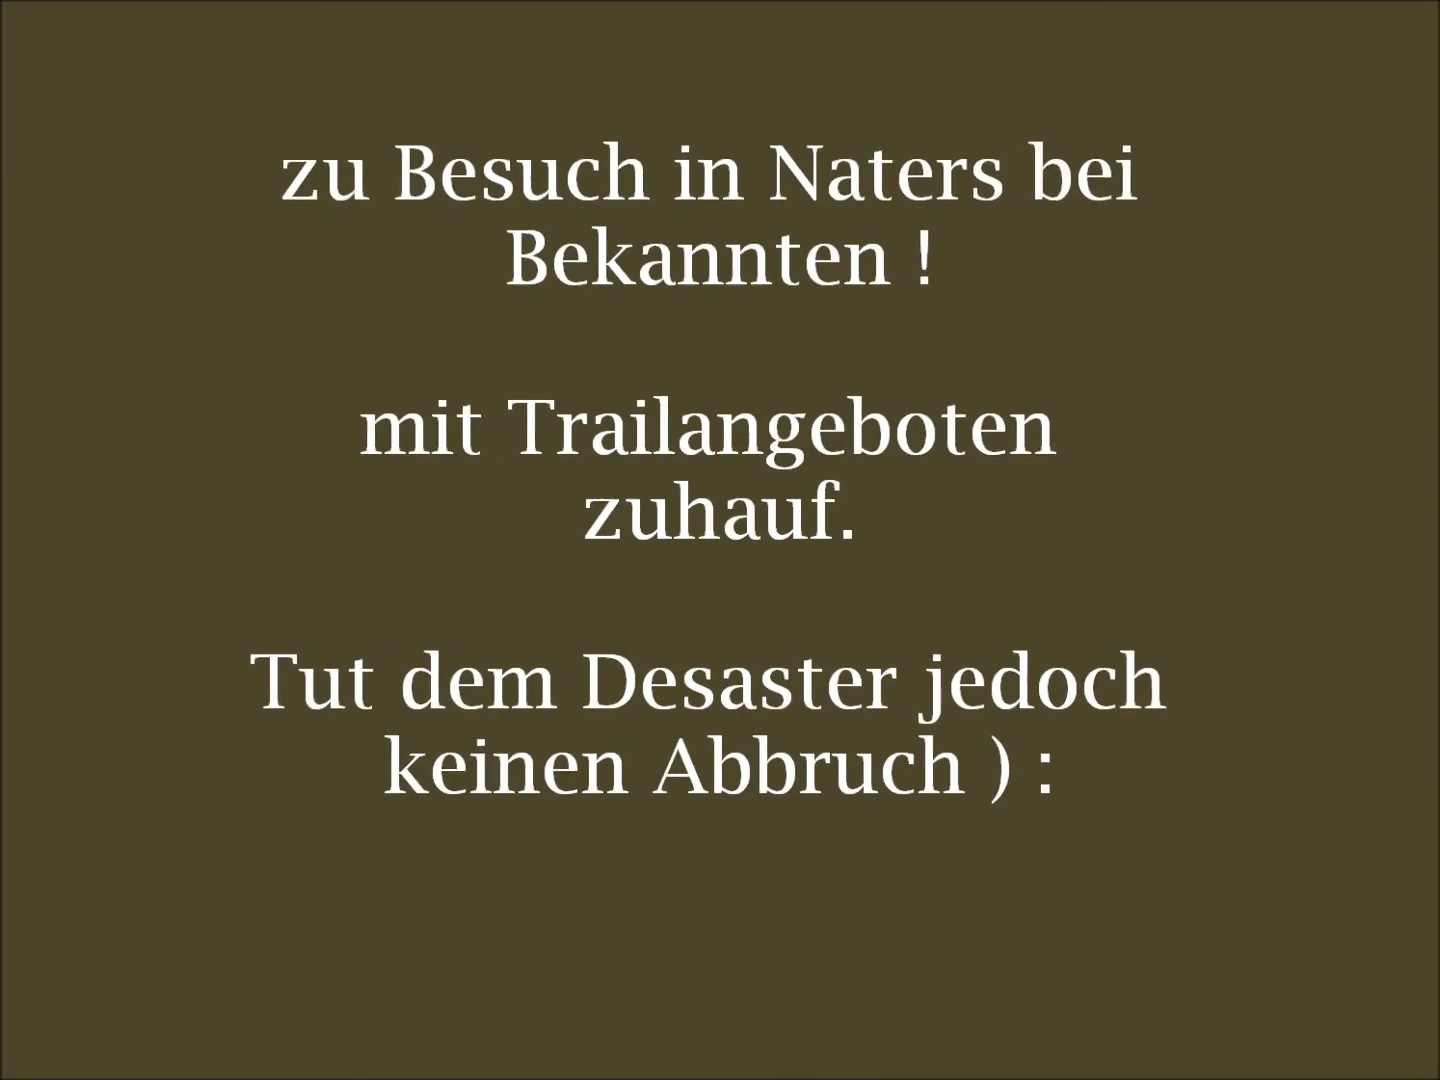 zu Besuch in Naters bei
Bekannten !
mit Trailangeboten
zuhauf.
Tut dem Desaster jedoch
keinen Abbruch ) :